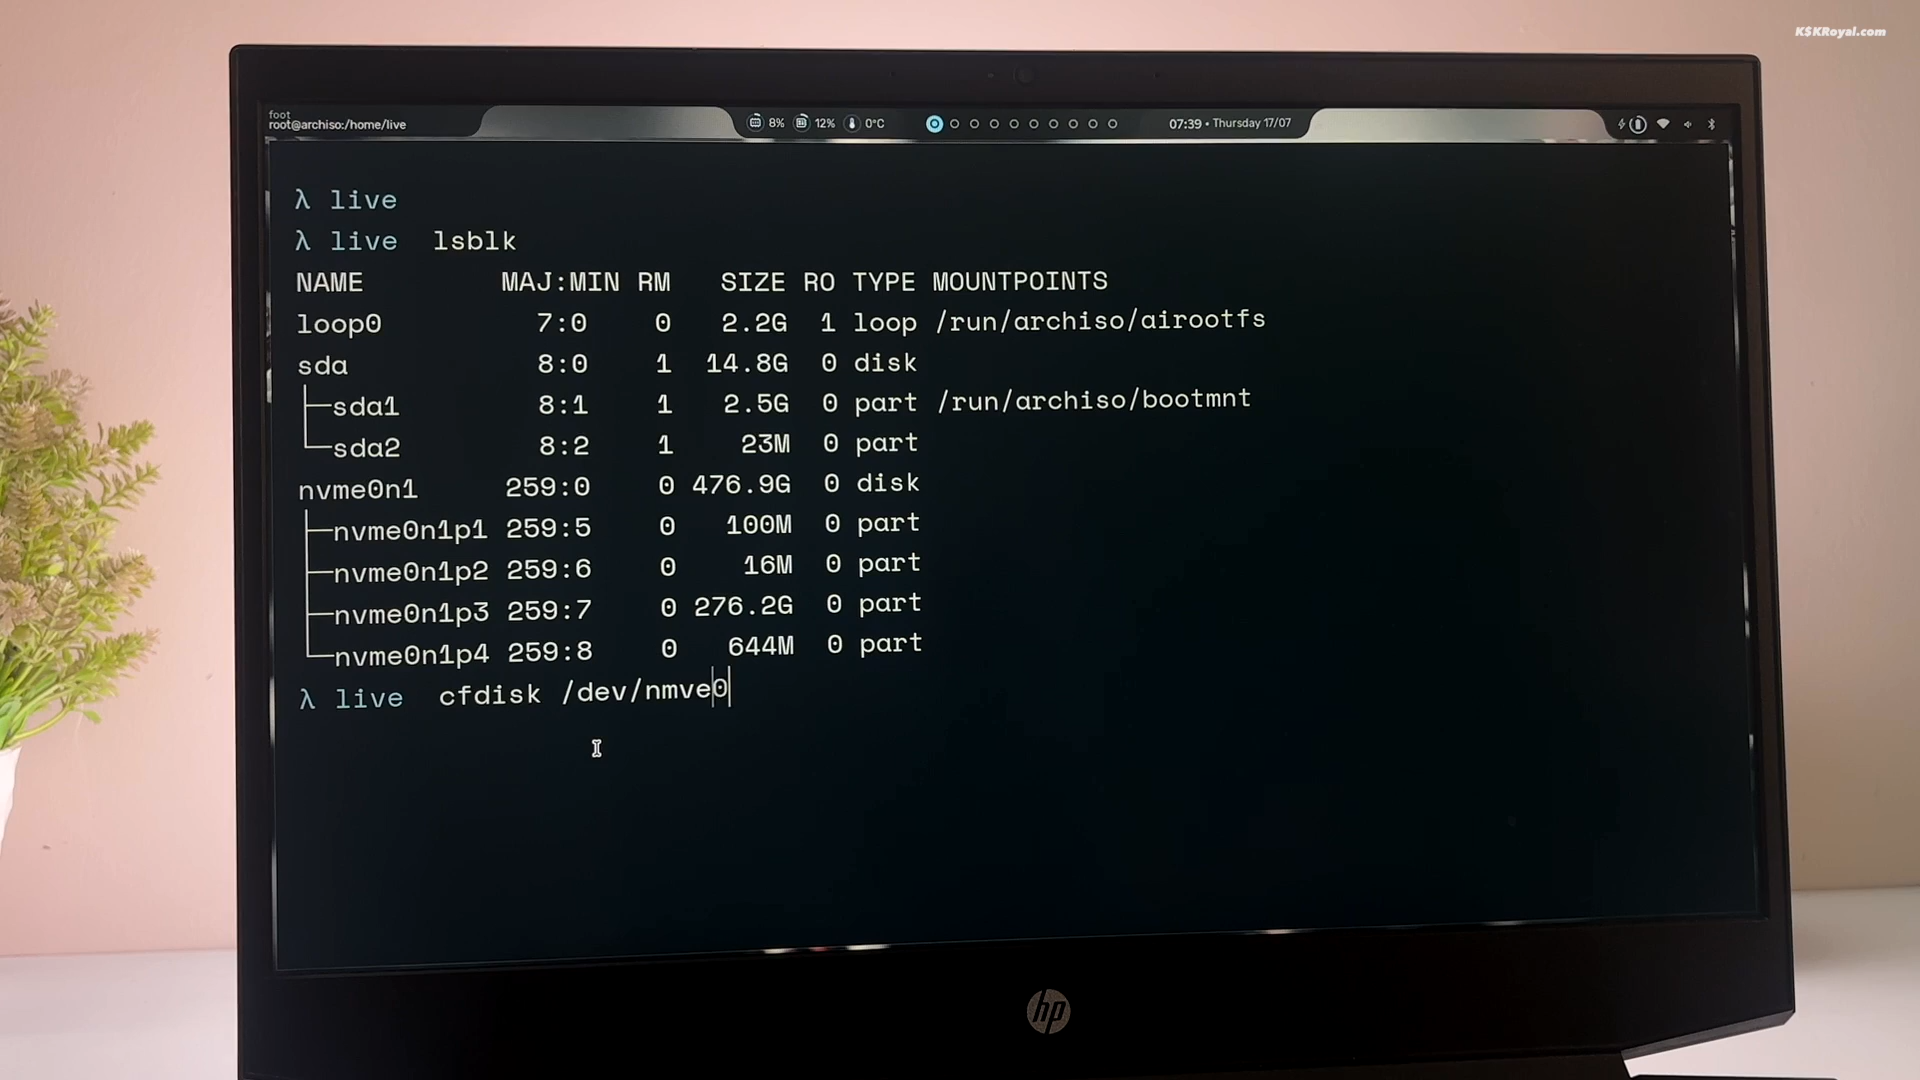 K$KRoyal.com
foot
root@archiso:/home/live
8% 12% 0°C
07:39 • Thursday 17/07
λ live
λ live lsblk
NAME MAJ:MIN RM SIZE RO TYPE MOUNTPOINTS
loop0 7:0 0 2.2G 1 loop /run/archiso/airootfs
sda 8:0 1 14.8G 0 disk
├─sda1 8:1 1 2.5G 0 part /run/archiso/bootmnt
└─sda2 8:2 1 23M 0 part
nvme0n1 259:0 0 476.9G 0 disk
├─nvme0n1p1 259:5 0 100M 0 part
├─nvme0n1p2 259:6 0 16M 0 part
├─nvme0n1p3 259:7 0 276.2G 0 part
└─nvme0n1p4 259:8 0 644M 0 part
λ live cfdisk /dev/nmve0
hp